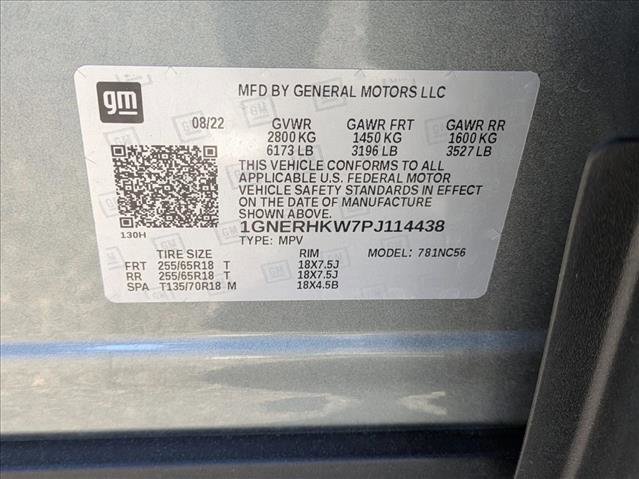 gm
MFD BY GENERAL MOTORS LLC
08/22 GVWR GAWR FRT GAWR RR
2800 KG 1450 KG 1600 KG
6173 LB 3196 LB 3527 LB
THIS VEHICLE CONFORMS TO ALL
APPLICABLE U.S. FEDERAL MOTOR
VEHICLE SAFETY STANDARDS IN EFFECT
ON THE DATE OF MANUFACTURE
SHOWN ABOVE.
1GNERHKW7PJ114438
130H
TYPE: MPV MODEL: 781NC56
TIRE SIZE RIM
FRT 255/65R18 T 18X7.5J
RR 255/65R18 T 18X7.5J
SPA T135/70R18 M 18X4.5B